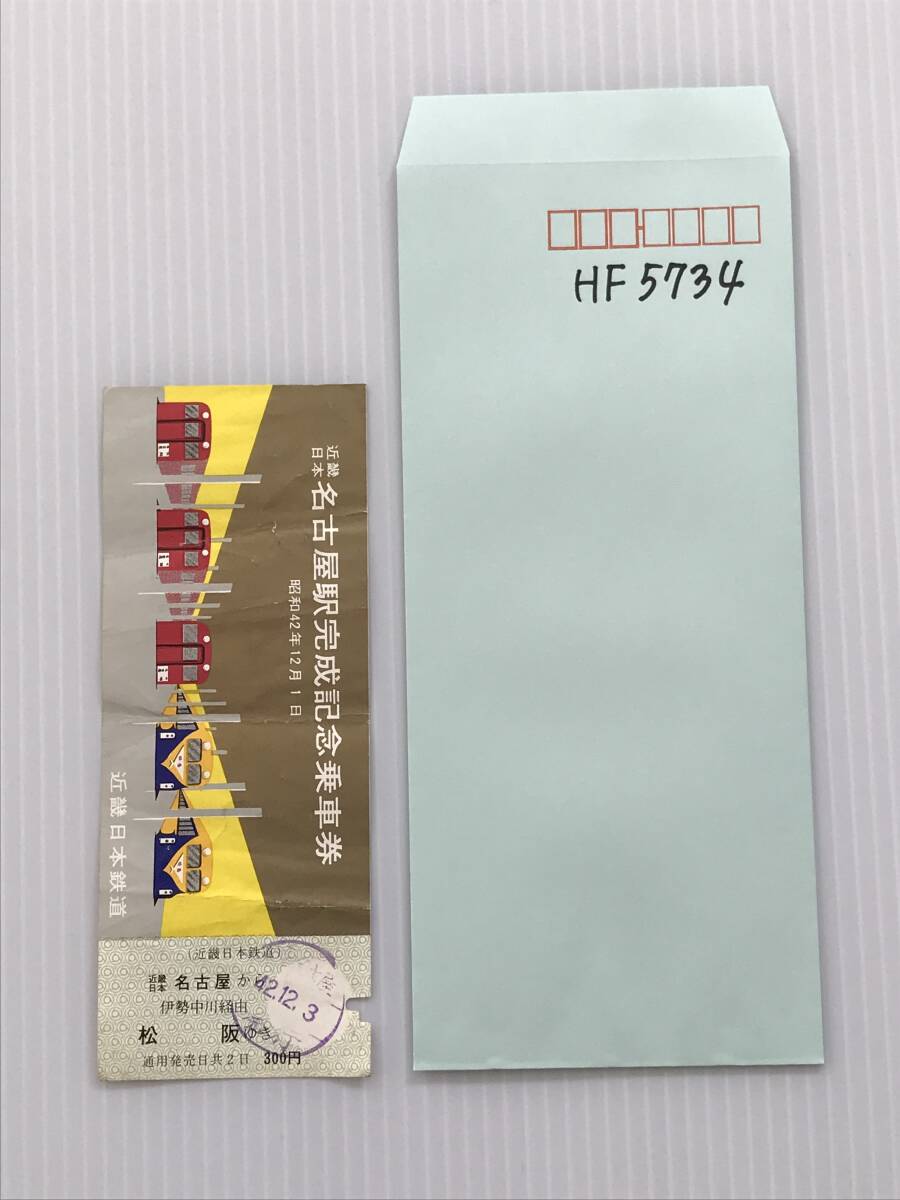 近畿
日本 名古屋駅完成記念乗車券
昭和42年12月1日
近畿日本鉄道
(近畿日本鉄道)
近畿
日本 名古屋から
伊勢中川経由
松 阪ゆき
通用発売日共2日 300円
42.12.3
HF 5734